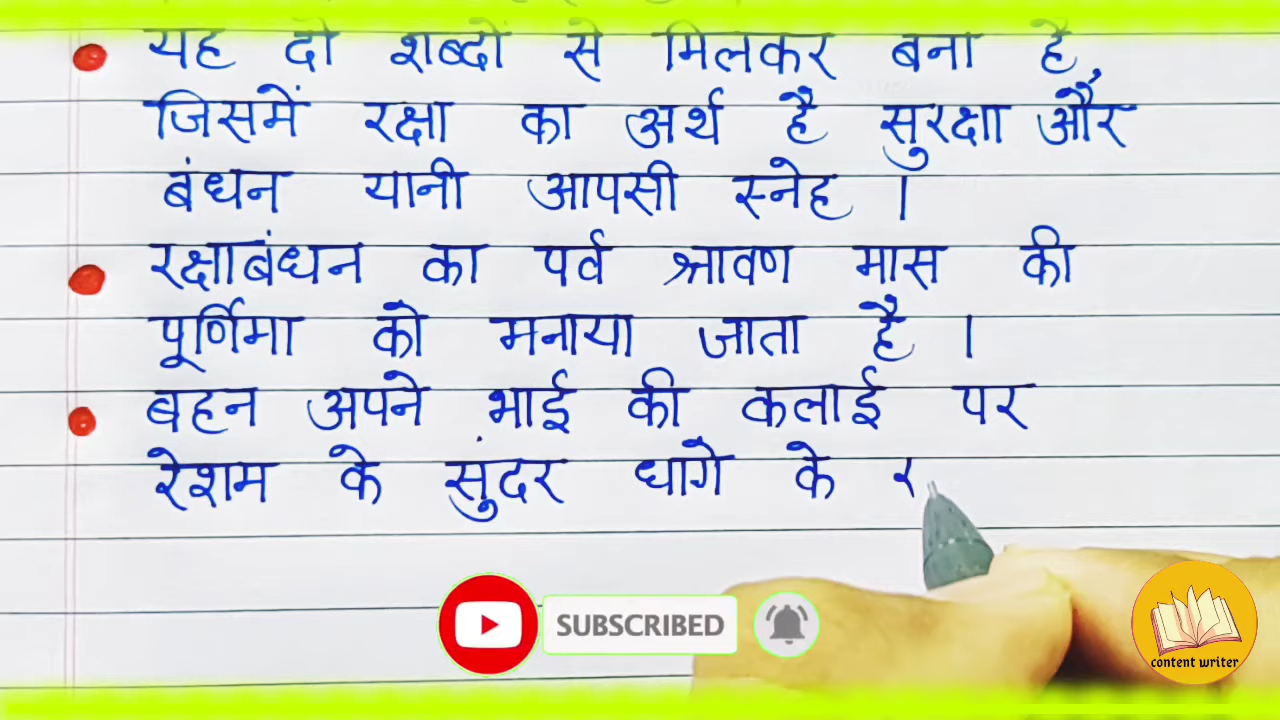 यह दो शब्दों से मिलकर बना है,
जिसमें रक्षा का अर्थ है सुरक्षा और
बंधन यानी आपसी स्नेह ।
रक्षाबंधन का पर्व श्रावण मास की
पूर्णिमा को मनाया जाता है ।
बहन अपने भाई की कलाई पर
रेशम के सुंदर धागे के र
SUBSCRIBED
content writer